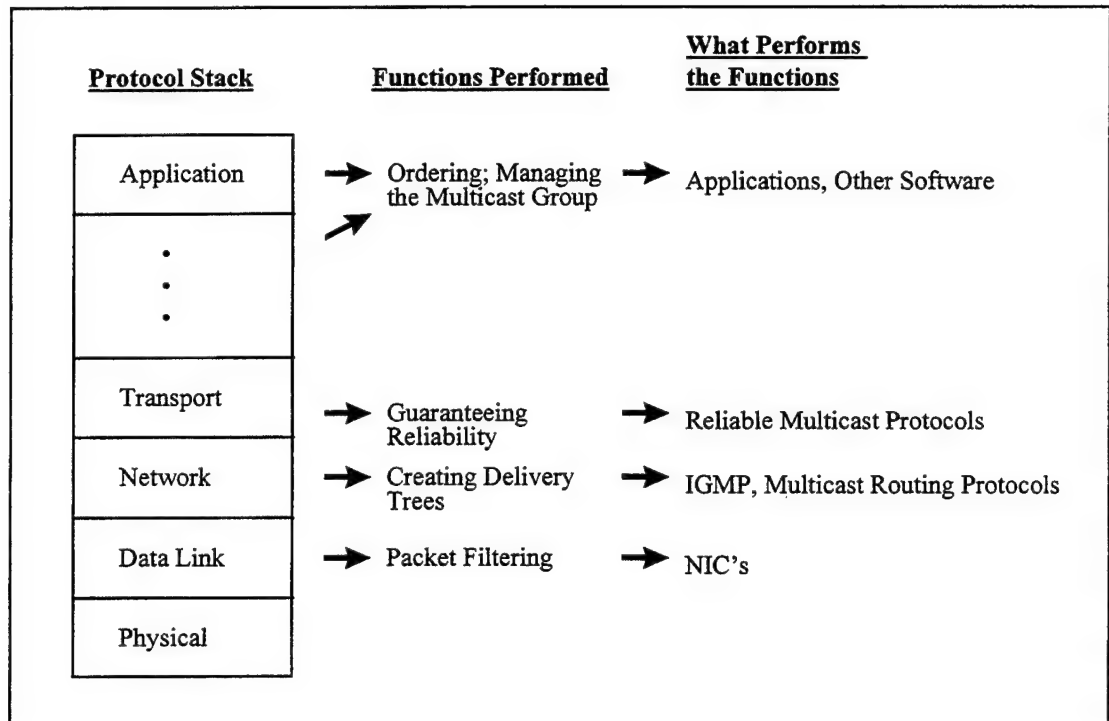 Protocol Stack
Functions Performed
What Performs
the Functions
Application
Ordering; Managing
the Multicast Group
Applications, Other Software
Transport
Guaranteeing
Reliability
Reliable Multicast Protocols
Network
Creating Delivery
Trees
IGMP, Multicast Routing Protocols
Data Link
Packet Filtering
NIC's
Physical